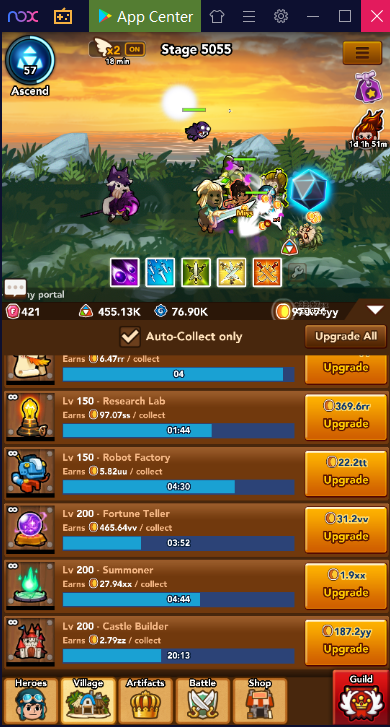 nox
App Center
x2 ON
Stage 5055
18 min
57
Ascend
1d 1h 51m
Miss
ny portal
421
455.13K
76.90K
Auto-Collect only
Upgrade All
Earns 6.47rr / collect
04
Upgrade
Lv 150 - Research Lab
Earns 97.07ss / collect
01:44
369.6rr
Upgrade
Lv 150 - Robot Factory
Earns 5.82uu / collect
04:30
22.2tt
Upgrade
Lv 200 - Fortune Teller
Earns 465.64vv / collect
03:52
31.2vv
Upgrade
Lv 200 - Summoner
Earns 27.94xx / collect
04:44
1.9xx
Upgrade
Lv 200 - Castle Builder
Earns 2.79zz / collect
20:13
187.2yy
Upgrade
Heroes
Village
Artifacts
Battle
Shop
Guild